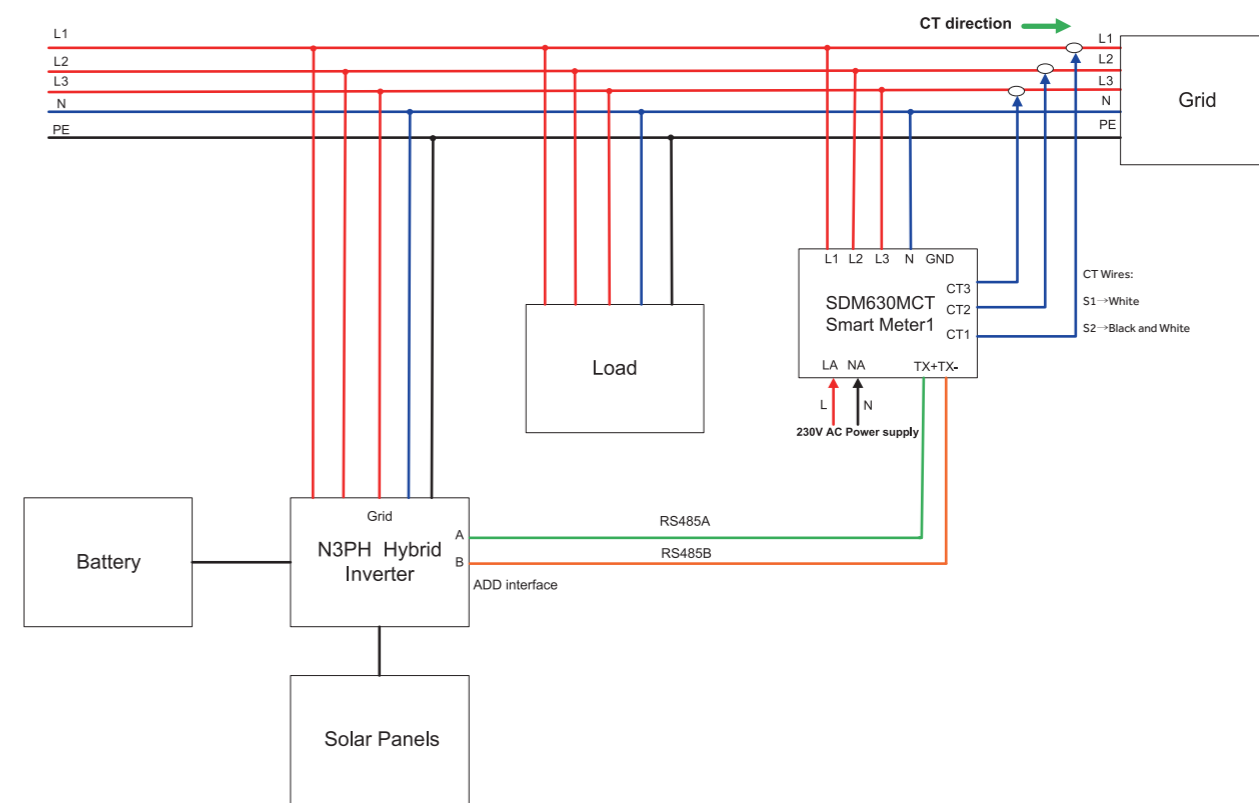 CT direction
L1
L2
L3
N
PE
L1
L2
L3
N
PE
Grid
L1 L2 L3 N GND
CT3
SDM630MCT
CT2
Smart Meter1
CT1
CT Wires:
S1→White
S2→Black and White
LA NA TX+TX-
L N
230V AC Power supply
Load
Grid
N3PH Hybrid
Inverter
A
B
RS485A
RS485B
ADD interface
Battery
Solar Panels